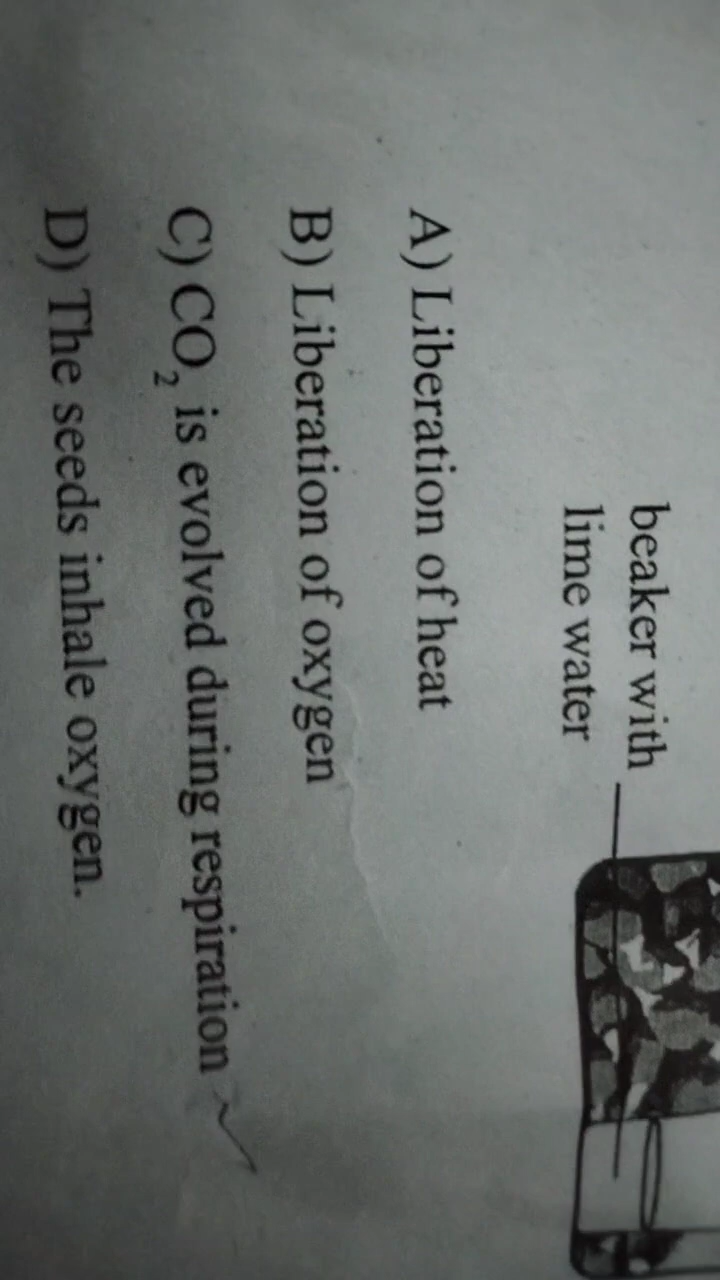 beaker with
lime water
A) Liberation of heat
B) Liberation of oxygen
C) CO₂ is evolved during respiration
D) The seeds inhale oxygen.